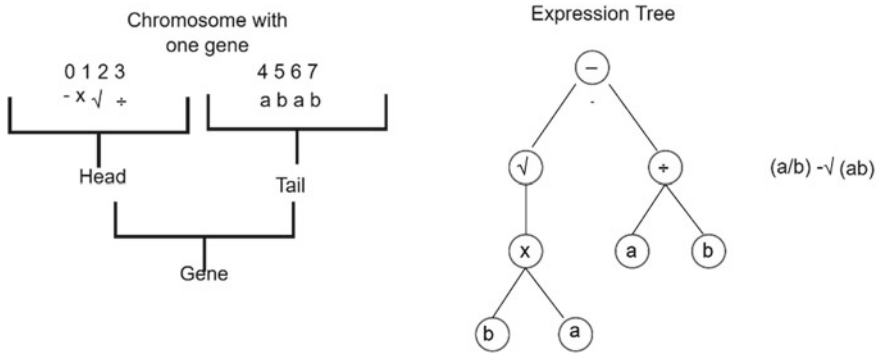 Chromosome with
one gene
0 1 2 3
4 5 6 7
- x √ ÷
a b a b
Head
Tail
Gene
Expression Tree
−
√
÷
(a/b) -√ (ab)
x
a
b
b
a